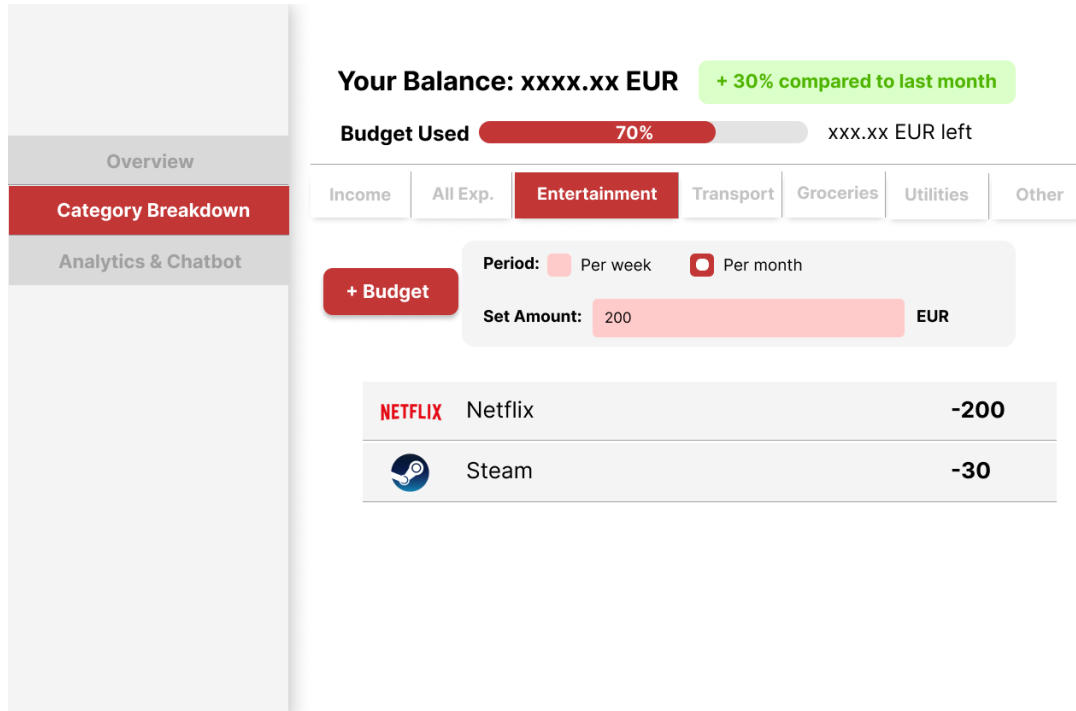 Your Balance: xxxx.xx EUR
+ 30% compared to last month
Budget Used
70%
xxx.xx EUR left
Overview
Category Breakdown
Analytics & Chatbot
Income
All Exp.
Entertainment
Transport
Groceries
Utilities
Other
+ Budget
Period:
Per week
Per month
Set Amount:
200
EUR
NETFLIX
Netflix
-200
Steam
-30